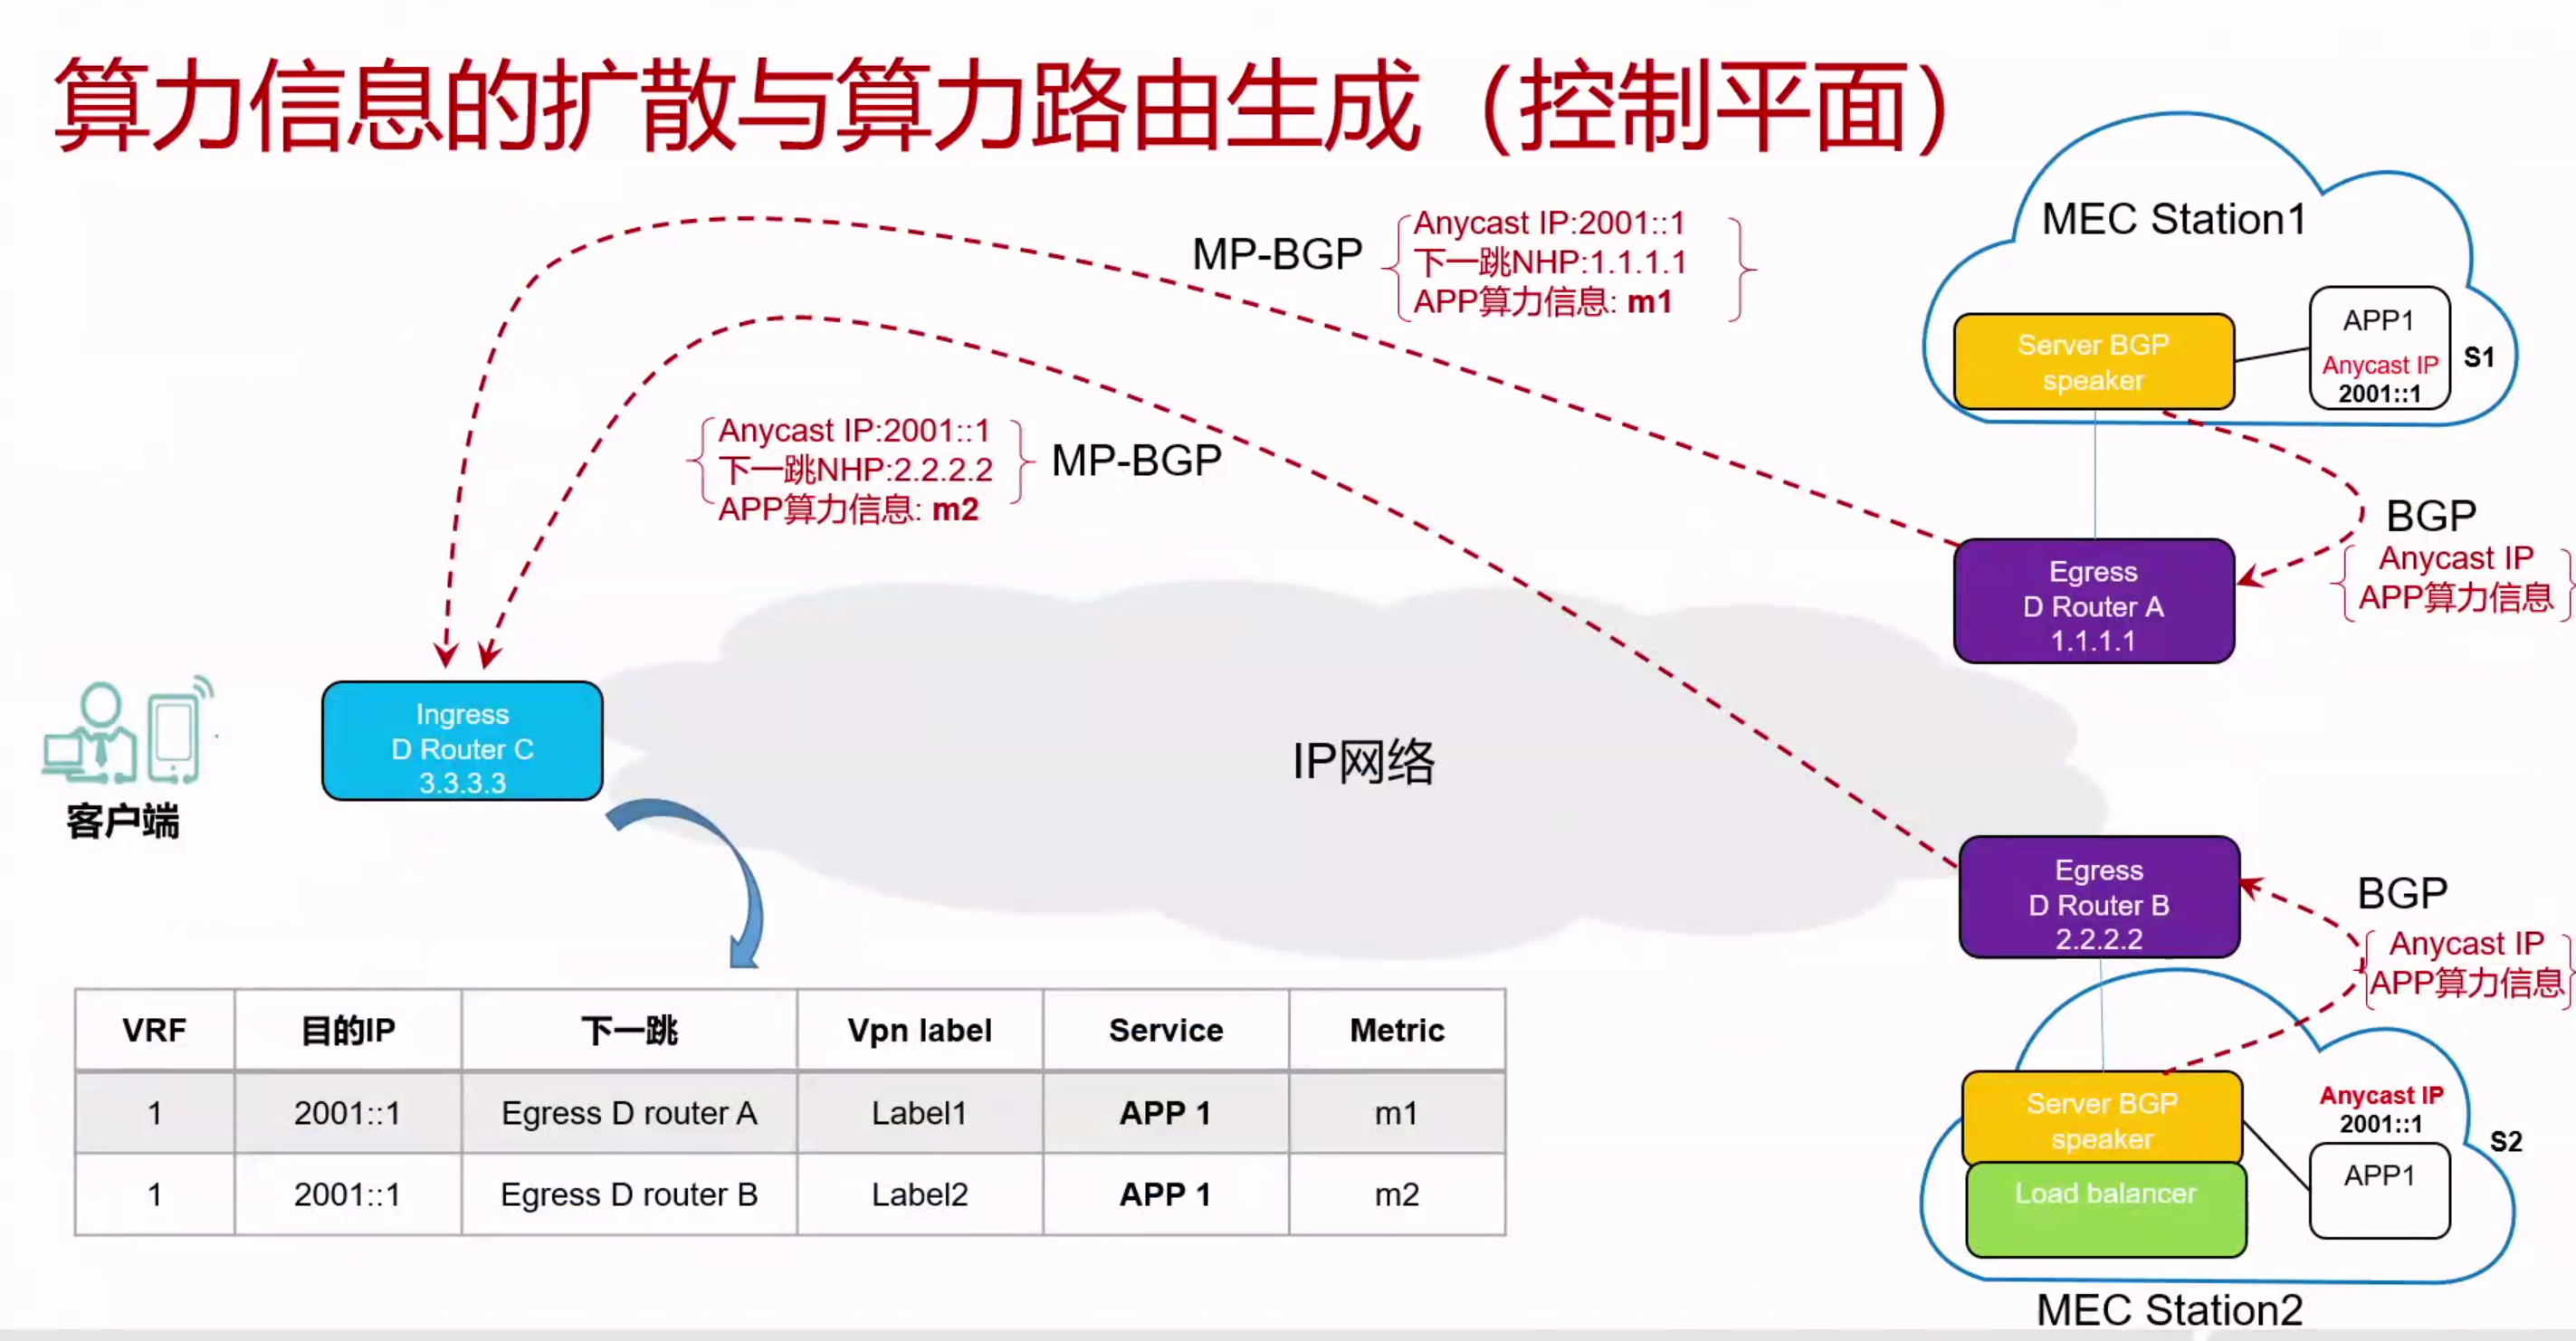 算力信息的扩散与算力路由生成（控制平面）
MEC Station1
MP-BGP
Anycast IP:2001::1
下一跳NHP:1.1.1.1
APP算力信息: m1
Server BGP
speaker
APP1
Anycast IP
2001::1
S1
Anycast IP:2001::1
下一跳NHP:2.2.2.2
APP算力信息: m2
MP-BGP
BGP
Anycast IP
APP算力信息
Egress
D Router A
1.1.1.1
客户端
Ingress
D Router C
3.3.3.3
IP网络
Egress
D Router B
2.2.2.2
BGP
Anycast IP
APP算力信息
VRF 目的IP 下一跳 Vpn label Service Metric
1 2001::1 Egress D router A Label1 APP 1 m1
1 2001::1 Egress D router B Label2 APP 1 m2
Server BGP
speaker
Load balancer
Anycast IP
2001::1
APP1
S2
MEC Station2